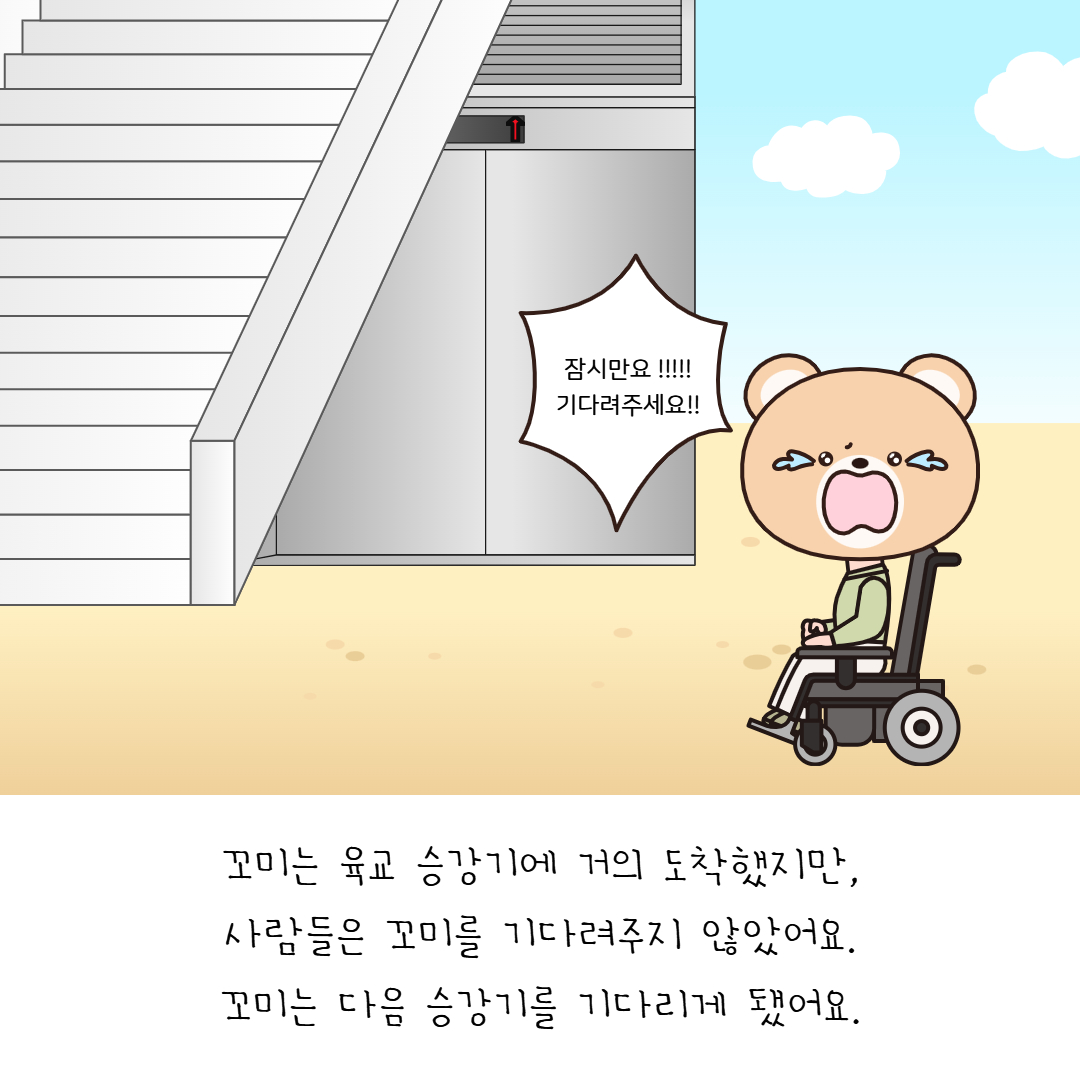 잠시만요 !!!!!
기다려주세요!!
꼬미는 육교 승강기에 거의 도착했지만,
사람들은 꼬미를 기다려주지 않았어요.
꼬미는 다음 승강기를 기다리게 됐어요.